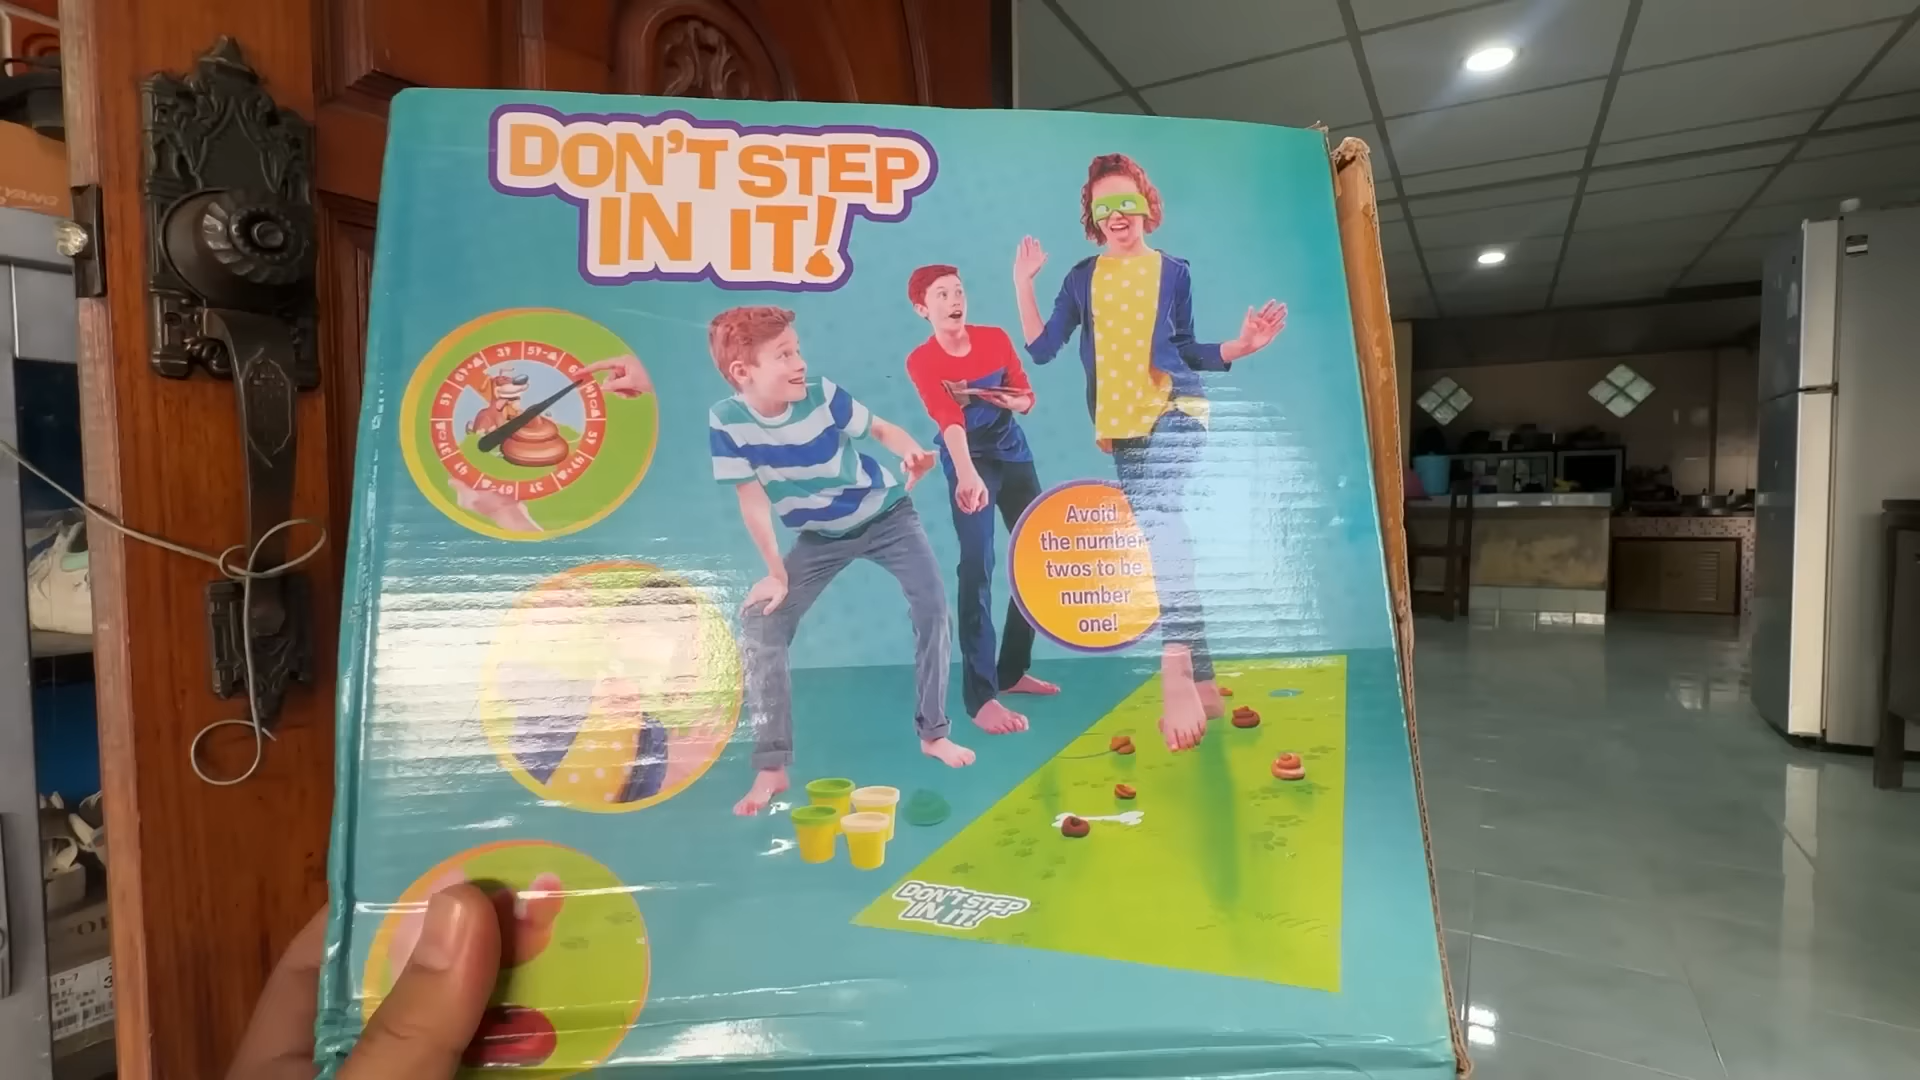 DON'T STEP
IN IT!
Avoid
the number
twos to be
number
one!
DON'T STEP
IN IT!